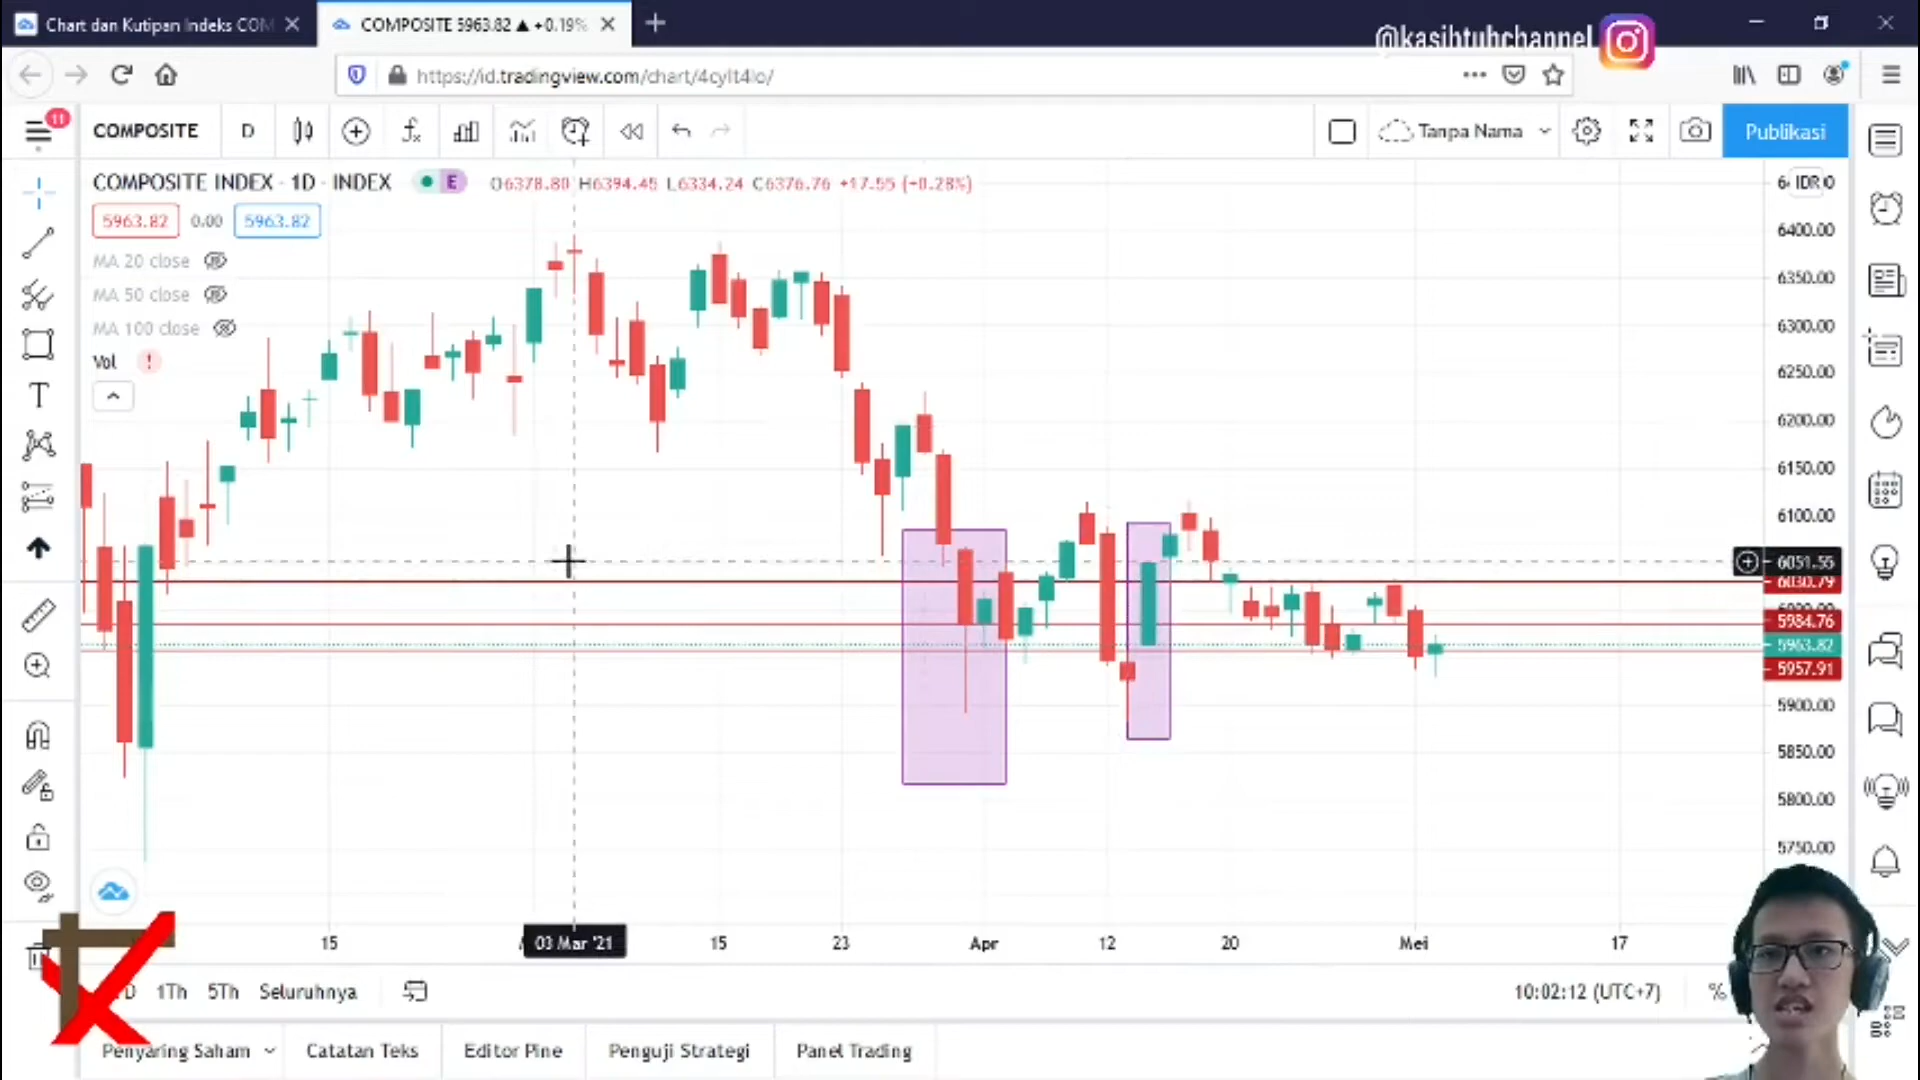 Chart dan Kutipan Indeks COM
COMPOSITE 5963.82 ▲ +0.19%
@kasihtuhchannel
https://id.tradingview.com/chart/4cylt4lo/
11
COMPOSITE
D
Tanpa Nama
Publikasi
COMPOSITE INDEX · 1D · INDEX
E
O6378.80 H6394.45 L6334.24 C6376.76 +17.55 (+0.28%)
IDR
5963.82 0.00 5963.82
MA 20 close
MA 50 close
MA 100 close
Vol
!
6400.00
6350.00
6300.00
6250.00
6200.00
6150.00
6100.00
6051.55
6030.79
5984.76
5963.82
5957.91
5900.00
5850.00
5800.00
5750.00
15
03 Mar '21
15
23
Apr
12
20
Mei
17
1Th
5Th
Seluruhnya
10:02:12 (UTC+7)
%
Penyaring Saham
Catatan Teks
Editor Pine
Penguji Strategi
Panel Trading